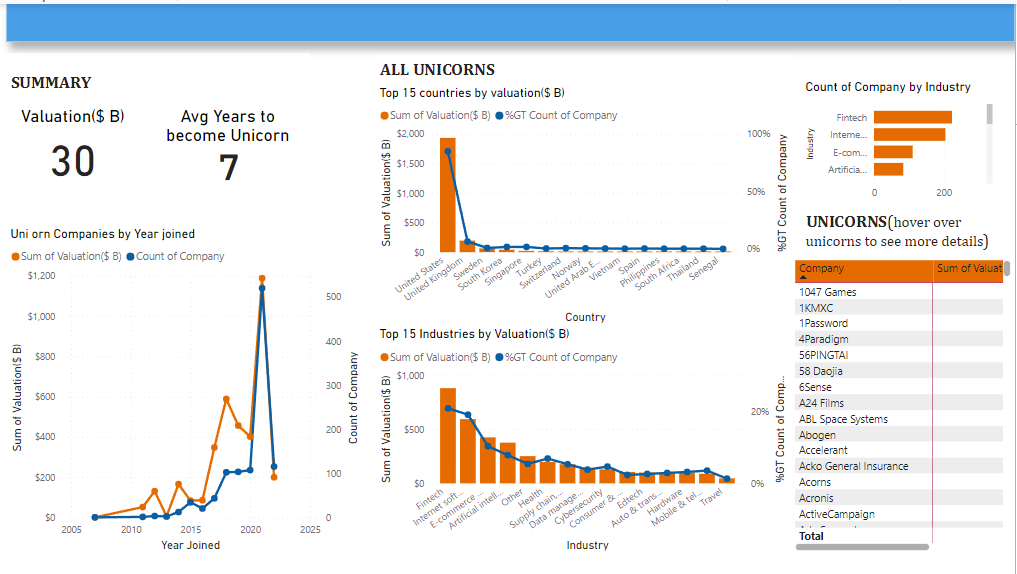 SUMMARY
Valuation($ B)
30
Avg Years to
become Unicorn
7
Uni orn Companies by Year joined
Sum of Valuation($ B) Count of Company
Sum of Valuation($ B)
$1,200
$1,000
$800
$600
$400
$200
$0
500
400
300
200
100
0
Count of Company
2005 2010 2015 2020 2025
Year Joined
ALL UNICORNS
Top 15 countries by valuation($ B)
Sum of Valuation($ B) %GT Count of Company
Sum of Valuation($ B)
$2,000
$1,500
$1,000
$500
$0
100%
50%
0%
%GT Count of Company
United States
United Kingdom
Sweden
South Korea
Singapore
Turkey
Switzerland
Norway
United Arab E...
Vietnam
Spain
Philippines
South Africa
Thailand
Senegal
Country
Top 15 Industries by Valuation($ B)
Sum of Valuation($ B) %GT Count of Company
Sum of Valuation($ B)
$1,000
$500
$0
20%
0%
%GT Count of Comp...
Fintech
Internet soft...
E-commerce ...
Artificial intell...
Other
Health
Supply chain...
Data manage...
Cybersecurity
Consumer & ...
Edtech
Auto & trans...
Hardware
Mobile & tel...
Travel
Industry
Count of Company by Industry
Industry
Fintech
Interne...
E-com...
Artificia...
0 200
UNICORNS(hover over
unicorns to see more details)
Company Sum of Valuat
1047 Games
1KMXC
1Password
4Paradigm
56PINGTAI
58 Daojia
6Sense
A24 Films
ABL Space Systems
Abogen
Accelerant
Acko General Insurance
Acorns
Acronis
ActiveCampaign
Total